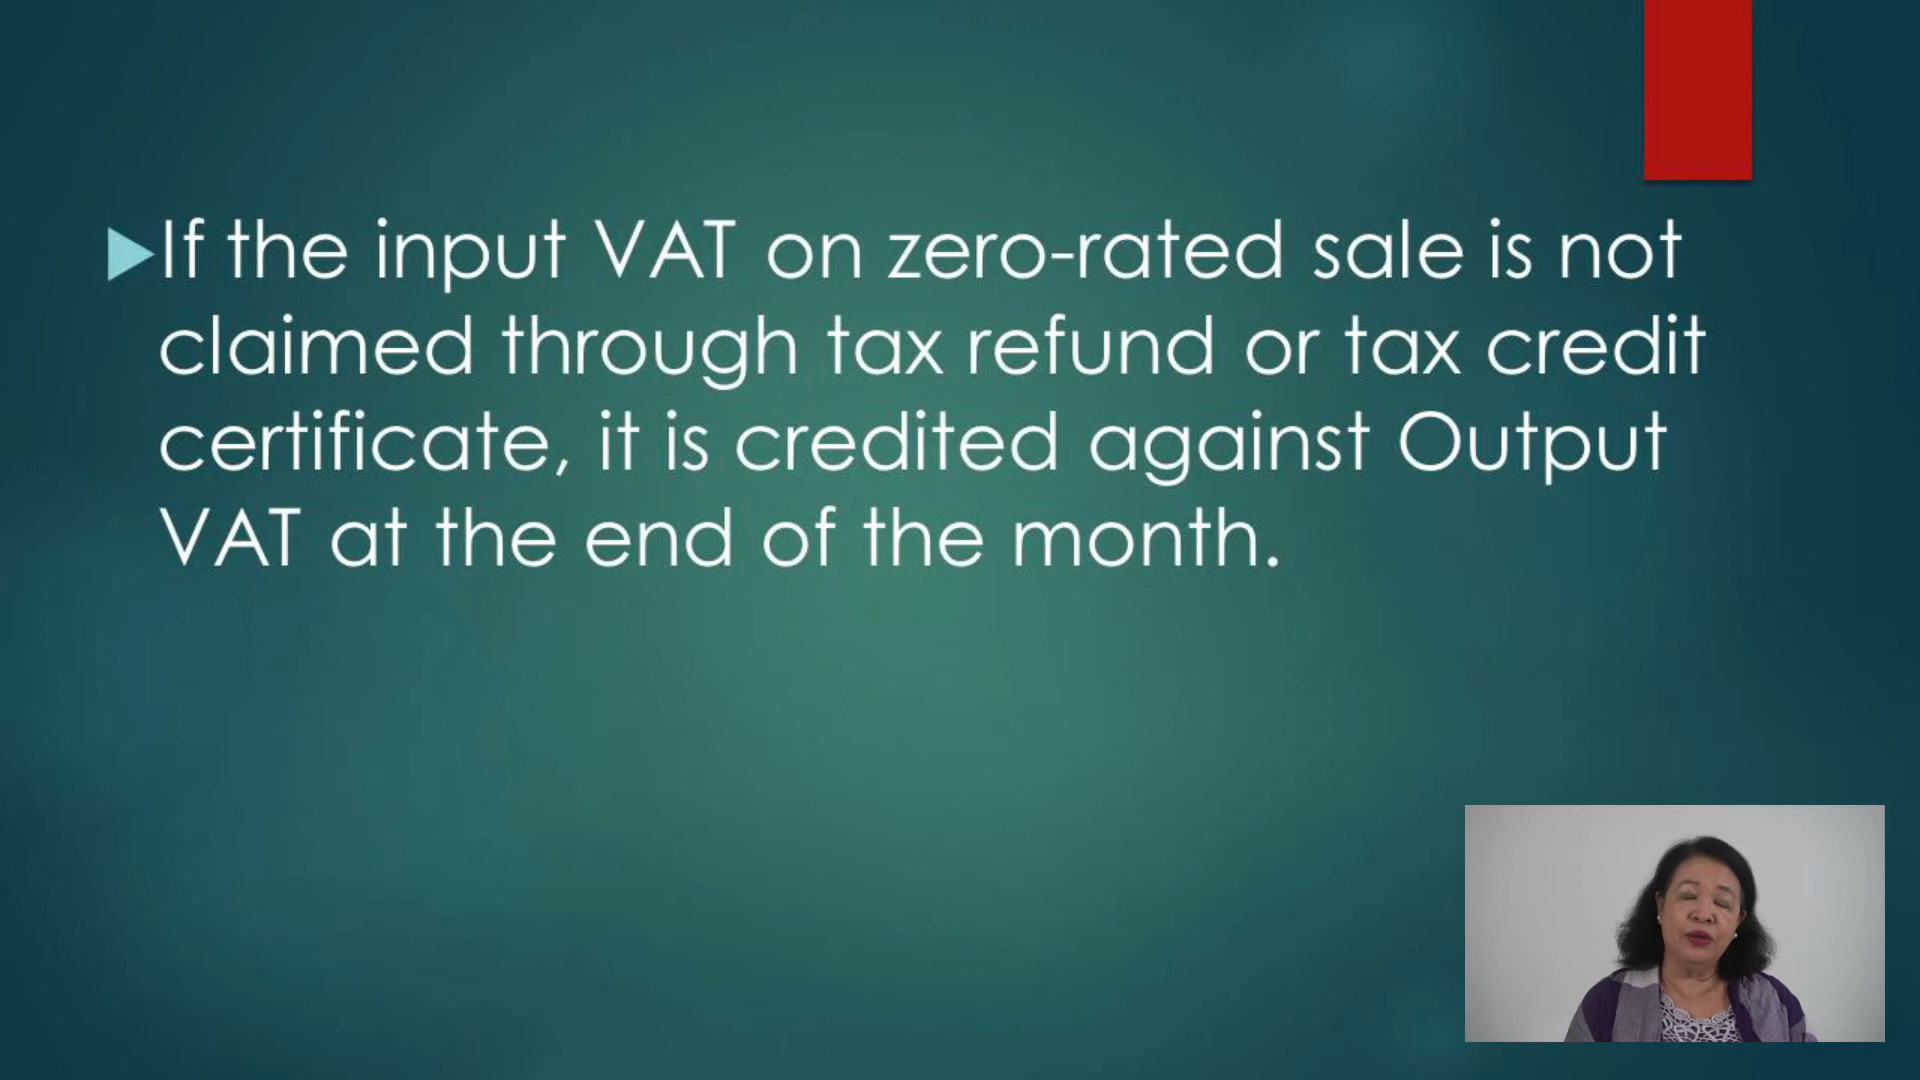 If the input VAT on zero-rated sale is not
claimed through tax refund or tax credit
certificate, it is credited against Output
VAT at the end of the month.